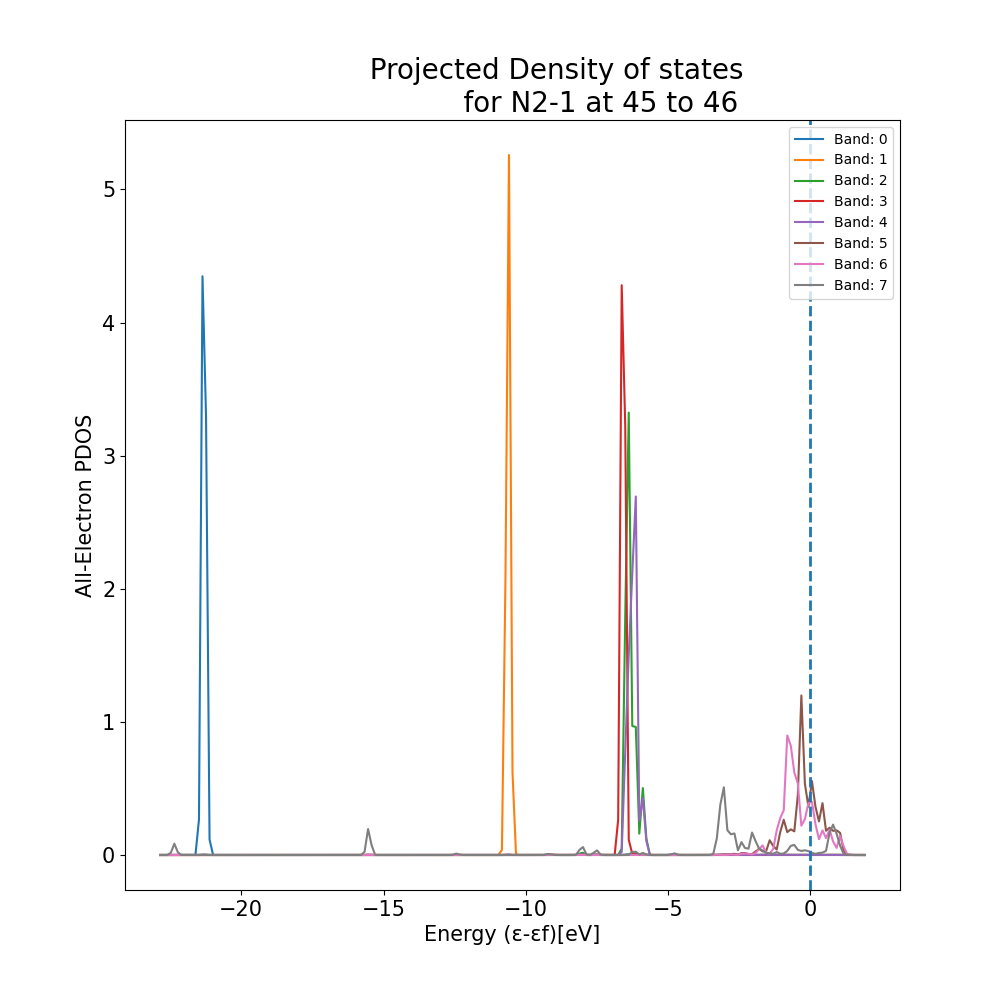 Projected Density of states
for N2-1 at 45 to 46
Band: 0
Band: 1
Band: 2
Band: 3
Band: 4
Band: 5
Band: 6
Band: 7
5
4
3
2
1
0
All-Electron PDOS
−20
−15
−10
−5
0
Energy (ε-εf)[eV]